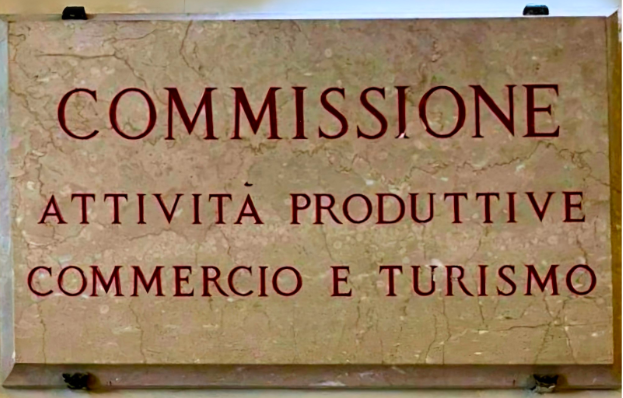 COMMISSIONE
ATTIVITÀ PRODUTTIVE
COMMERCIO E TURISMO